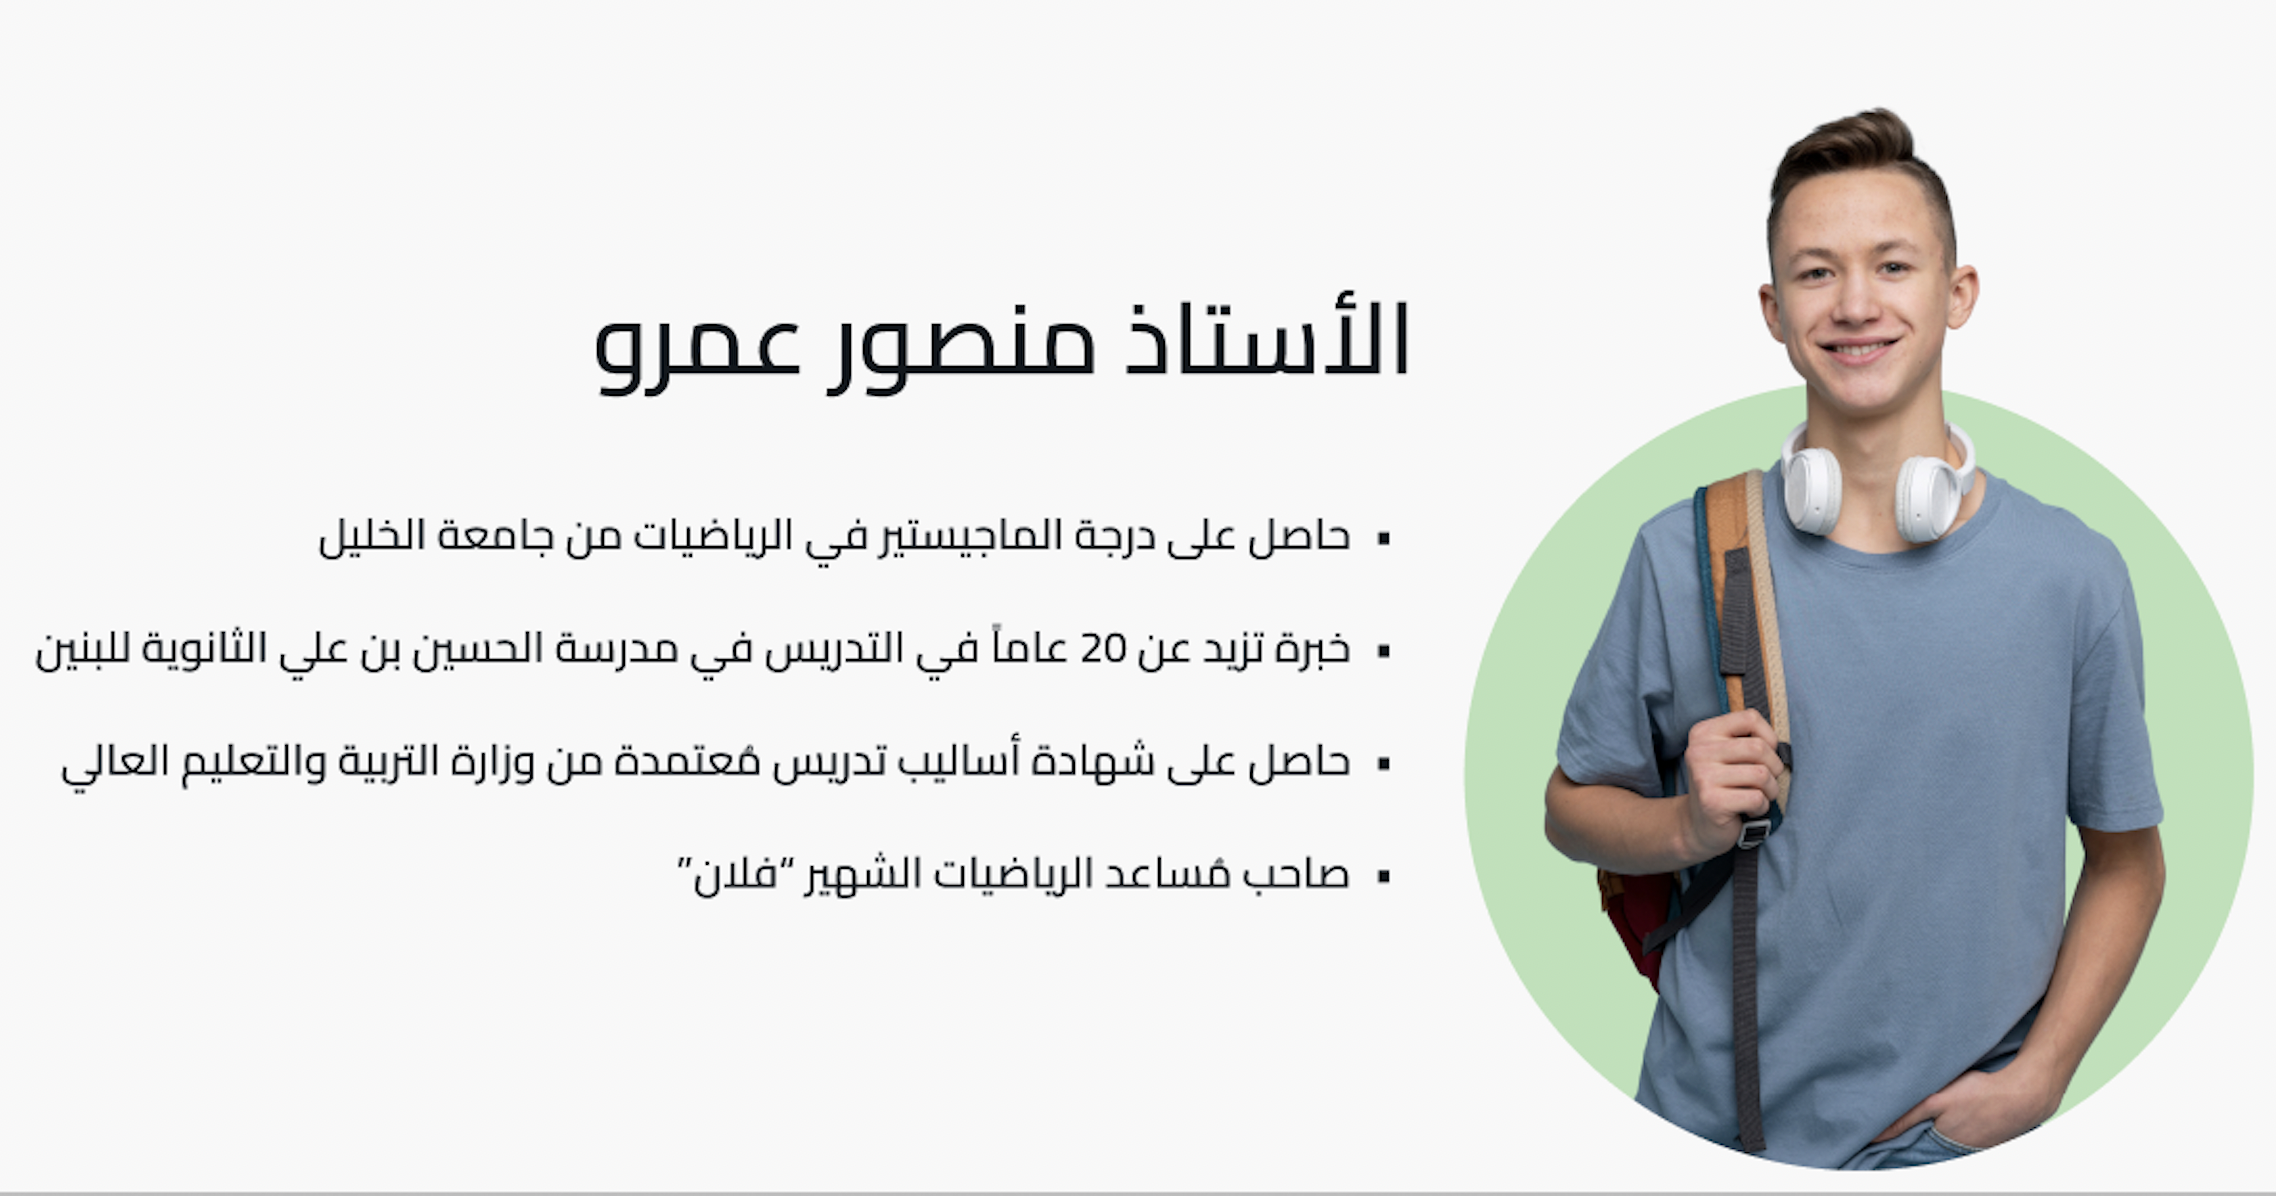 الأستاذ منصور عمرو
▪ حاصل على درجة الماجيستير في الرياضيات من جامعة الخليل
▪ خبرة تزيد عن 20 عاماً في التدريس في مدرسة الحسين بن علي الثانوية للبنين
▪ حاصل على شهادة أساليب تدريس مُعتمدة من وزارة التربية والتعليم العالي
▪ صاحب مُساعد الرياضيات الشهير “فلان”